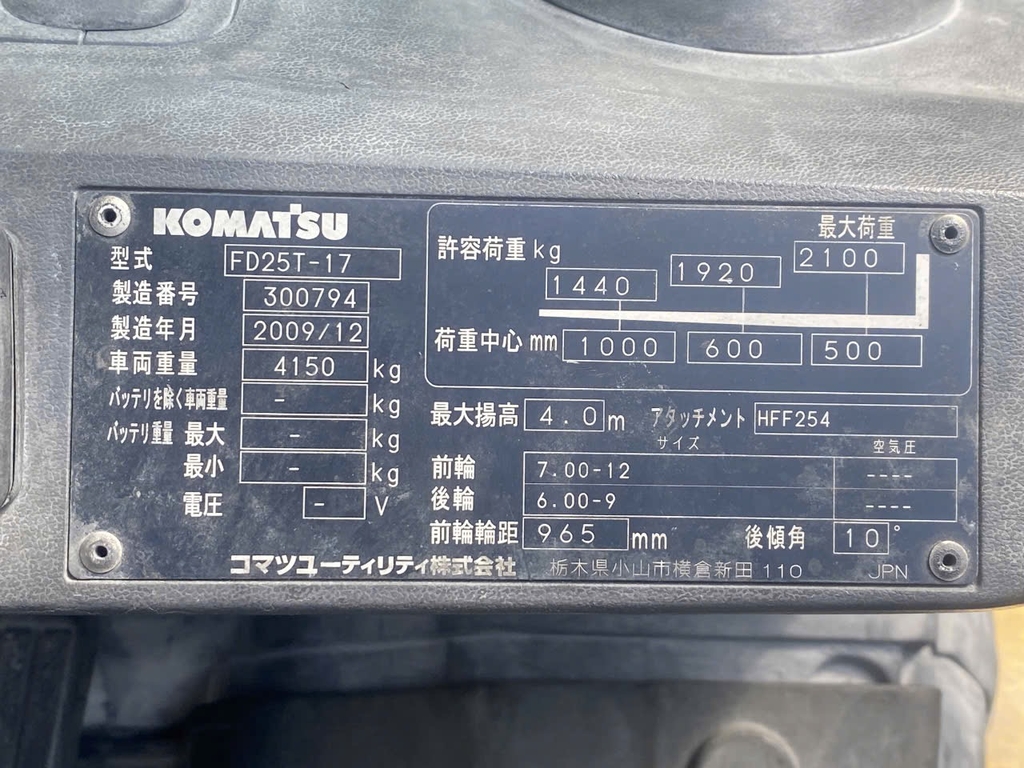 KOMATSU
型式 FD25T-17
製造番号 300794
製造年月 2009/12
車両重量 4150 kg
バッテリを除く車両重量 - kg
バッテリ重量 最大 - kg
最小 - kg
電圧 - V
最大荷重
許容荷重 kg 1440 1920 2100
荷重中心 mm 1000 600 500
最大揚高 4.0 m アタッチメント HFF254
サイズ 空気圧
前輪 7.00-12 ----
後輪 6.00-9 ----
前輪輪距 965 mm 後傾角 10°
コマツユーティリティ株式会社 栃木県小山市横倉新田 110 JPN